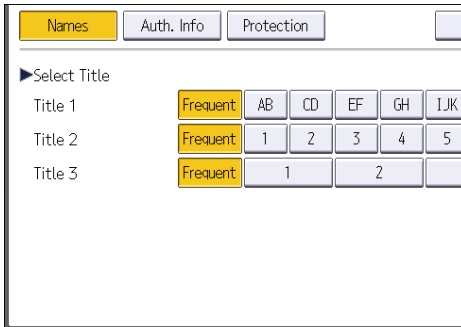 Names Auth. Info Protection
▶Select Title
Title 1 Frequent AB CD EF GH IJK
Title 2 Frequent 1 2 3 4 5
Title 3 Frequent 1 2